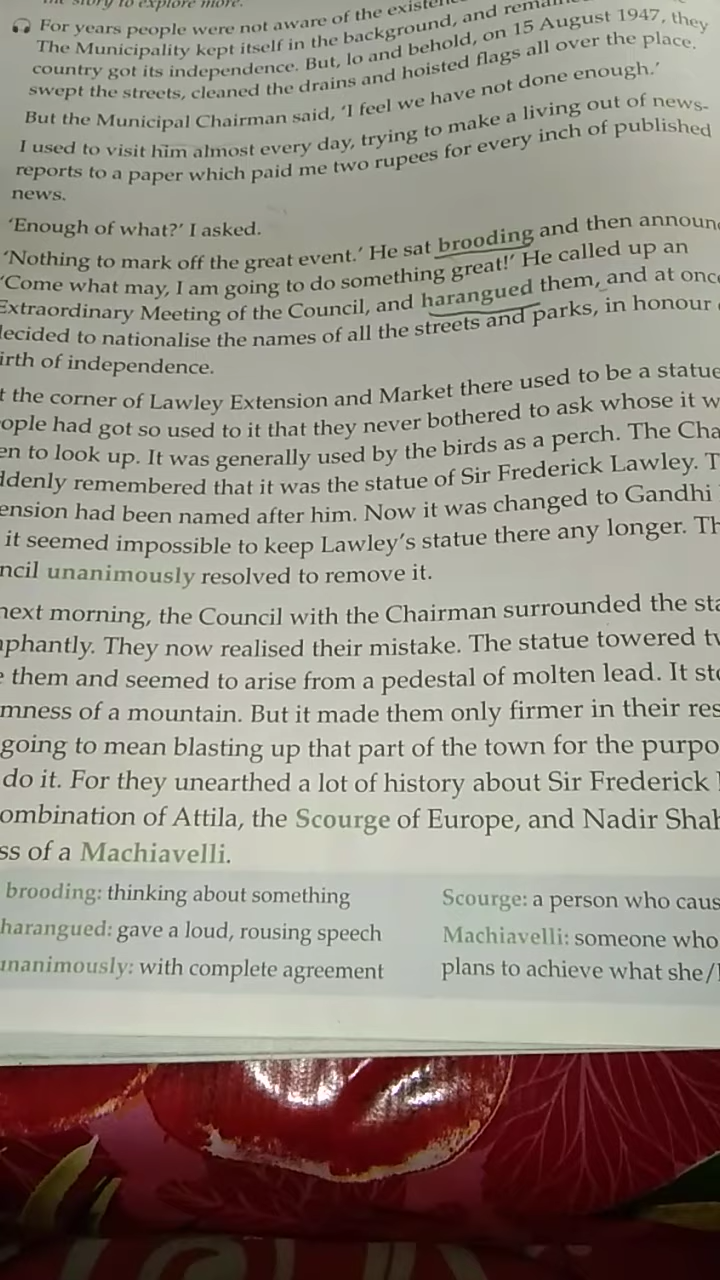 the story to explore more.
For years people were not aware of the
The Municipality kept itself in the background, and
country got its independence. But, lo and behold, on 15 August 1947, they
swept the streets, cleaned the drains and hoisted flags all over the place.
But the Municipal Chairman said, ‘I feel we have not done enough.’
I used to visit him almost every day, trying to make a living out of news-
reports to a paper which paid me two rupees for every inch of published
news.
‘Enough of what?’ I asked.
‘Nothing to mark off the great event.’ He sat brooding and then
‘Come what may, I am going to do something great!’ He called up an
Extraordinary Meeting of the Council, and harangued them, and at
decided to nationalise the names of all the streets and parks, in honour
irth of independence.
t the corner of Lawley Extension and Market there used to be a statue
ople had got so used to it that they never bothered to ask whose it w
en to look up. It was generally used by the birds as a perch. The Cha
ddenly remembered that it was the statue of Sir Frederick Lawley. T
ension had been named after him. Now it was changed to Gandhi
it seemed impossible to keep Lawley’s statue there any longer. Th
ncil unanimously resolved to remove it.
next morning, the Council with the Chairman surrounded the sta
phantly. They now realised their mistake. The statue towered tw
them and seemed to arise from a pedestal of molten lead. It sto
mness of a mountain. But it made them only firmer in their res
going to mean blasting up that part of the town for the purpo
do it. For they unearthed a lot of history about Sir Frederick
ombination of Attila, the Scourge of Europe, and Nadir Shah
ss of a Machiavelli.
brooding: thinking about something
harangued: gave a loud, rousing speech
unanimously: with complete agreement
Scourge: a person who caus
Machiavelli: someone who
plans to achieve what she/